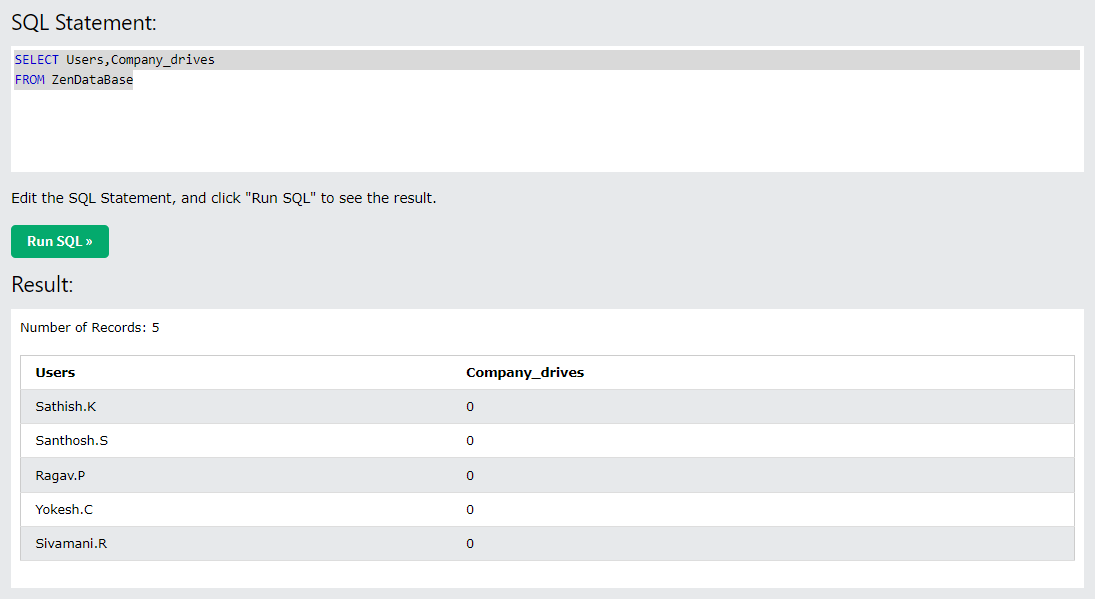 SQL Statement:
SELECT Users,Company_drives
FROM ZenDataBase
Edit the SQL Statement, and click "Run SQL" to see the result.
Run SQL »
Result:
Number of Records: 5
Users Company_drives
Sathish.K 0
Santhosh.S 0
Ragav.P 0
Yokesh.C 0
Sivamani.R 0